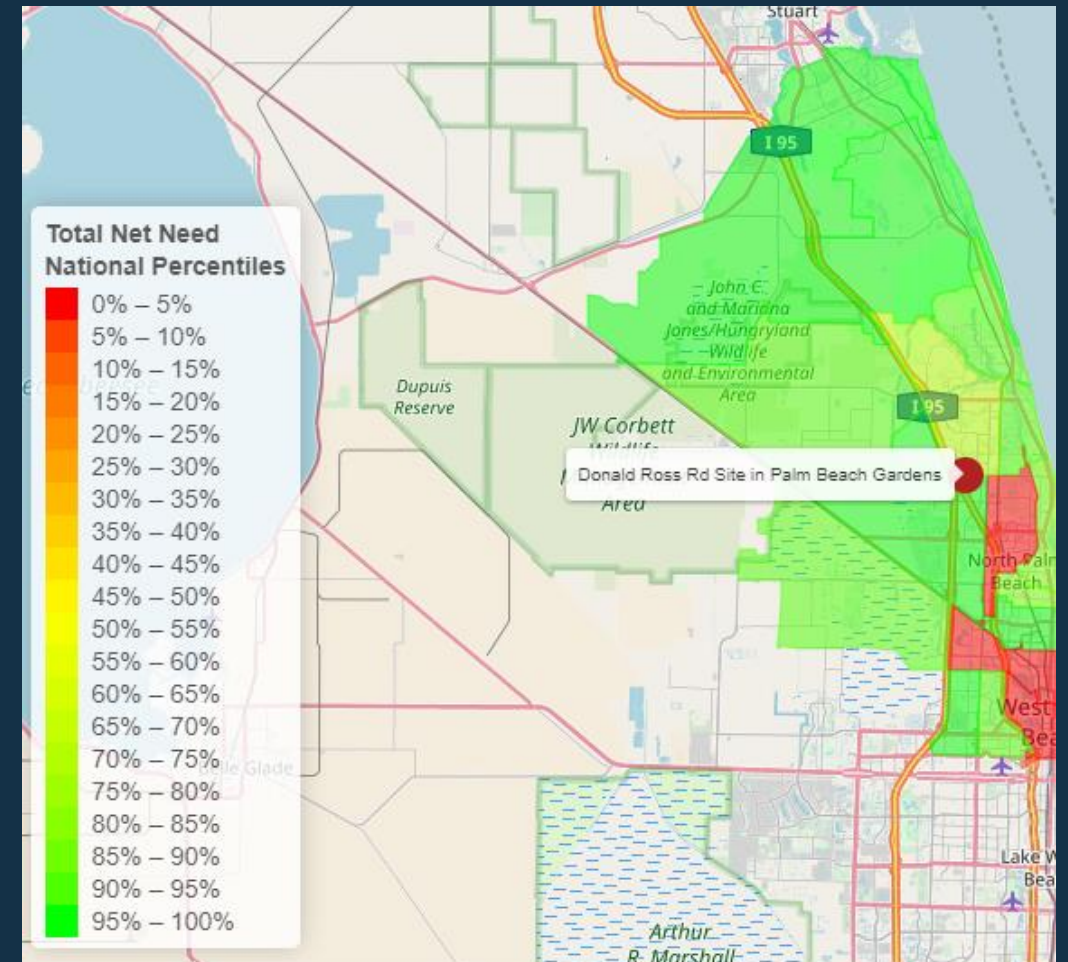 Stuart
I 95
Total Net Need
National Percentiles
0% – 5%
5% – 10%
10% – 15%
15% – 20%
20% – 25%
25% – 30%
30% – 35%
35% – 40%
40% – 45%
45% – 50%
50% – 55%
55% – 60%
60% – 65%
65% – 70%
70% – 75%
75% – 80%
80% – 85%
85% – 90%
90% – 95%
95% – 100%
John C.
and Mariana
Jones/Hungryland
Wildlife
and Environmental
Area
Dupuis
Reserve
I 95
JW Corbett
Wildlife
Area
Donald Ross Rd Site in Palm Beach Gardens
North Palm
Beach
West
Bea
Belle Glade
Lake W
Bea
Arthur
R. Marshall